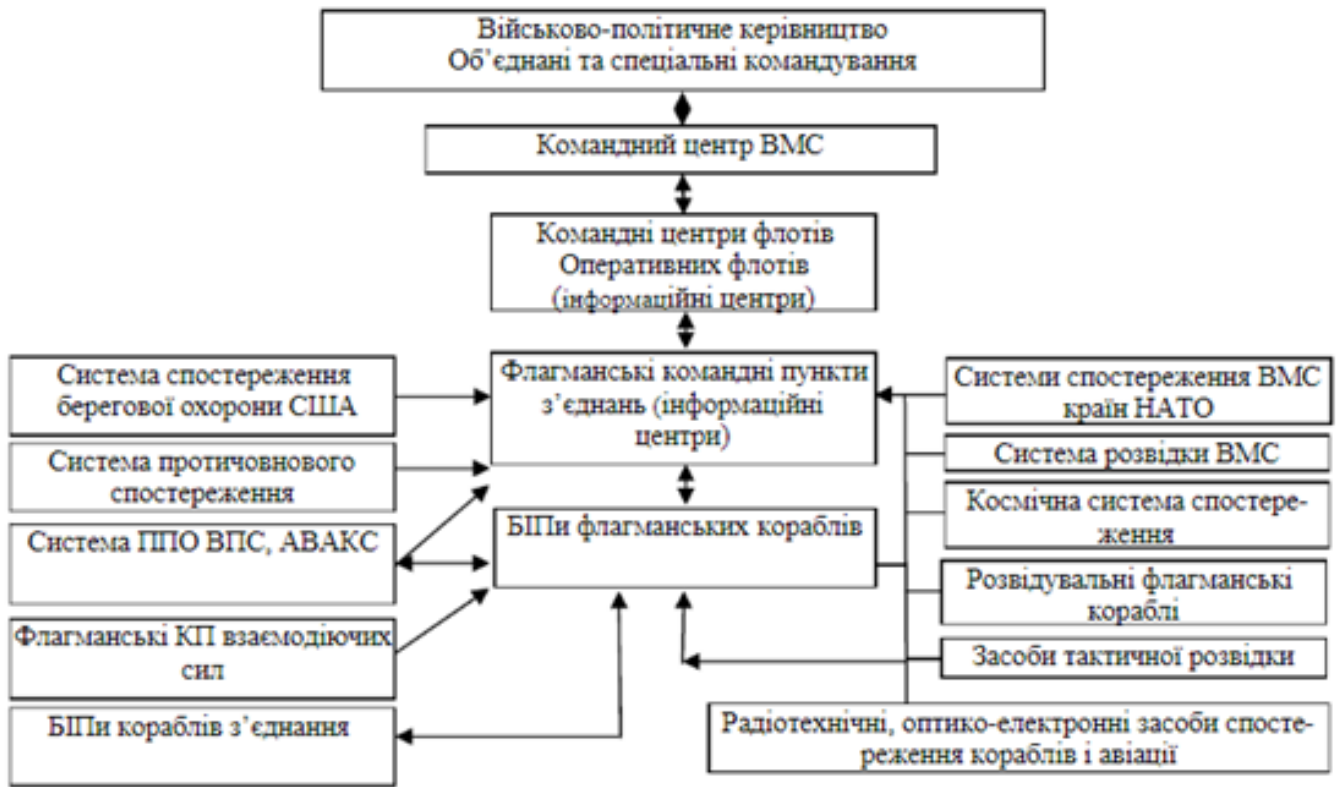 Військово-політичне керівництво
Об’єднані та спеціальні командування
Командний центр ВМС
Командні центри флотів
Оперативних флотів
(інформаційні центри)
Флагманські командні пункти
з’єднань (інформаційні
центри)
БІПи флагманських кораблів
Система спостереження
берегової охорони США
Система протичовнового
спостереження
Система ППО ВПС, АВАКС
Флагманські КП взаємодіючих
сил
БІПи кораблів з’єднання
Системи спостереження ВМС
країн НАТО
Система розвідки ВМС
Космічна система спостере-
ження
Розвідувальні флагманські
кораблі
Засоби тактичної розвідки
Радіотехнічні, оптико-електронні засоби спосте-
реження кораблів і авіації